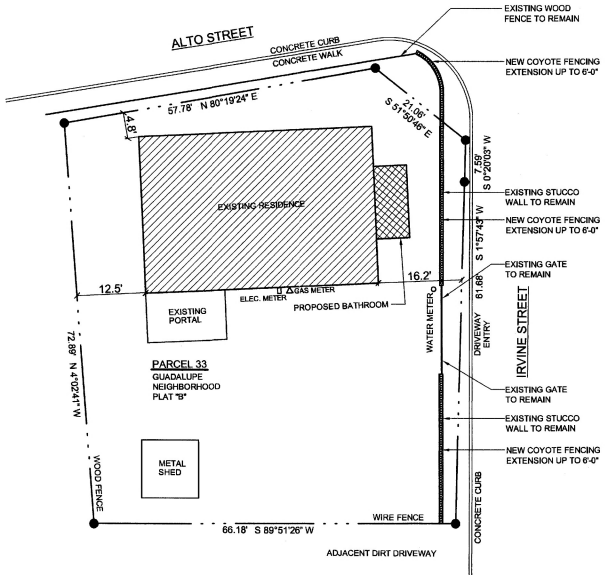 ALTO STREET
CONCRETE CURB
CONCRETE WALK
EXISTING WOOD
FENCE TO REMAIN
NEW COYOTE FENCING
EXTENSION UP TO 6'-0"
57.78' N 80°19'24" E
21.06'
S 51°50'46" E
4.8'
7.59'
S 0°20'03" W
EXISTING RESIDENCE
EXISTING STUCCO
WALL TO REMAIN
NEW COYOTE FENCING
EXTENSION UP TO 6'-0"
61.68' S 1°57'43" W
12.5'
16.2'
ELEC. METER
GAS METER
PROPOSED BATHROOM
EXISTING GATE
TO REMAIN
EXISTING
PORTAL
WATER METER
DRIVEWAY
ENTRY
IRVINE STREET
72.89' N 4°02'41" W
PARCEL 33
GUADALUPE
NEIGHBORHOOD
PLAT "B"
EXISTING GATE
TO REMAIN
EXISTING STUCCO
WALL TO REMAIN
METAL
SHED
NEW COYOTE FENCING
EXTENSION UP TO 6'-0"
WOOD FENCE
WIRE FENCE
CONCRETE CURB
66.18' S 89°51'26" W
ADJACENT DIRT DRIVEWAY